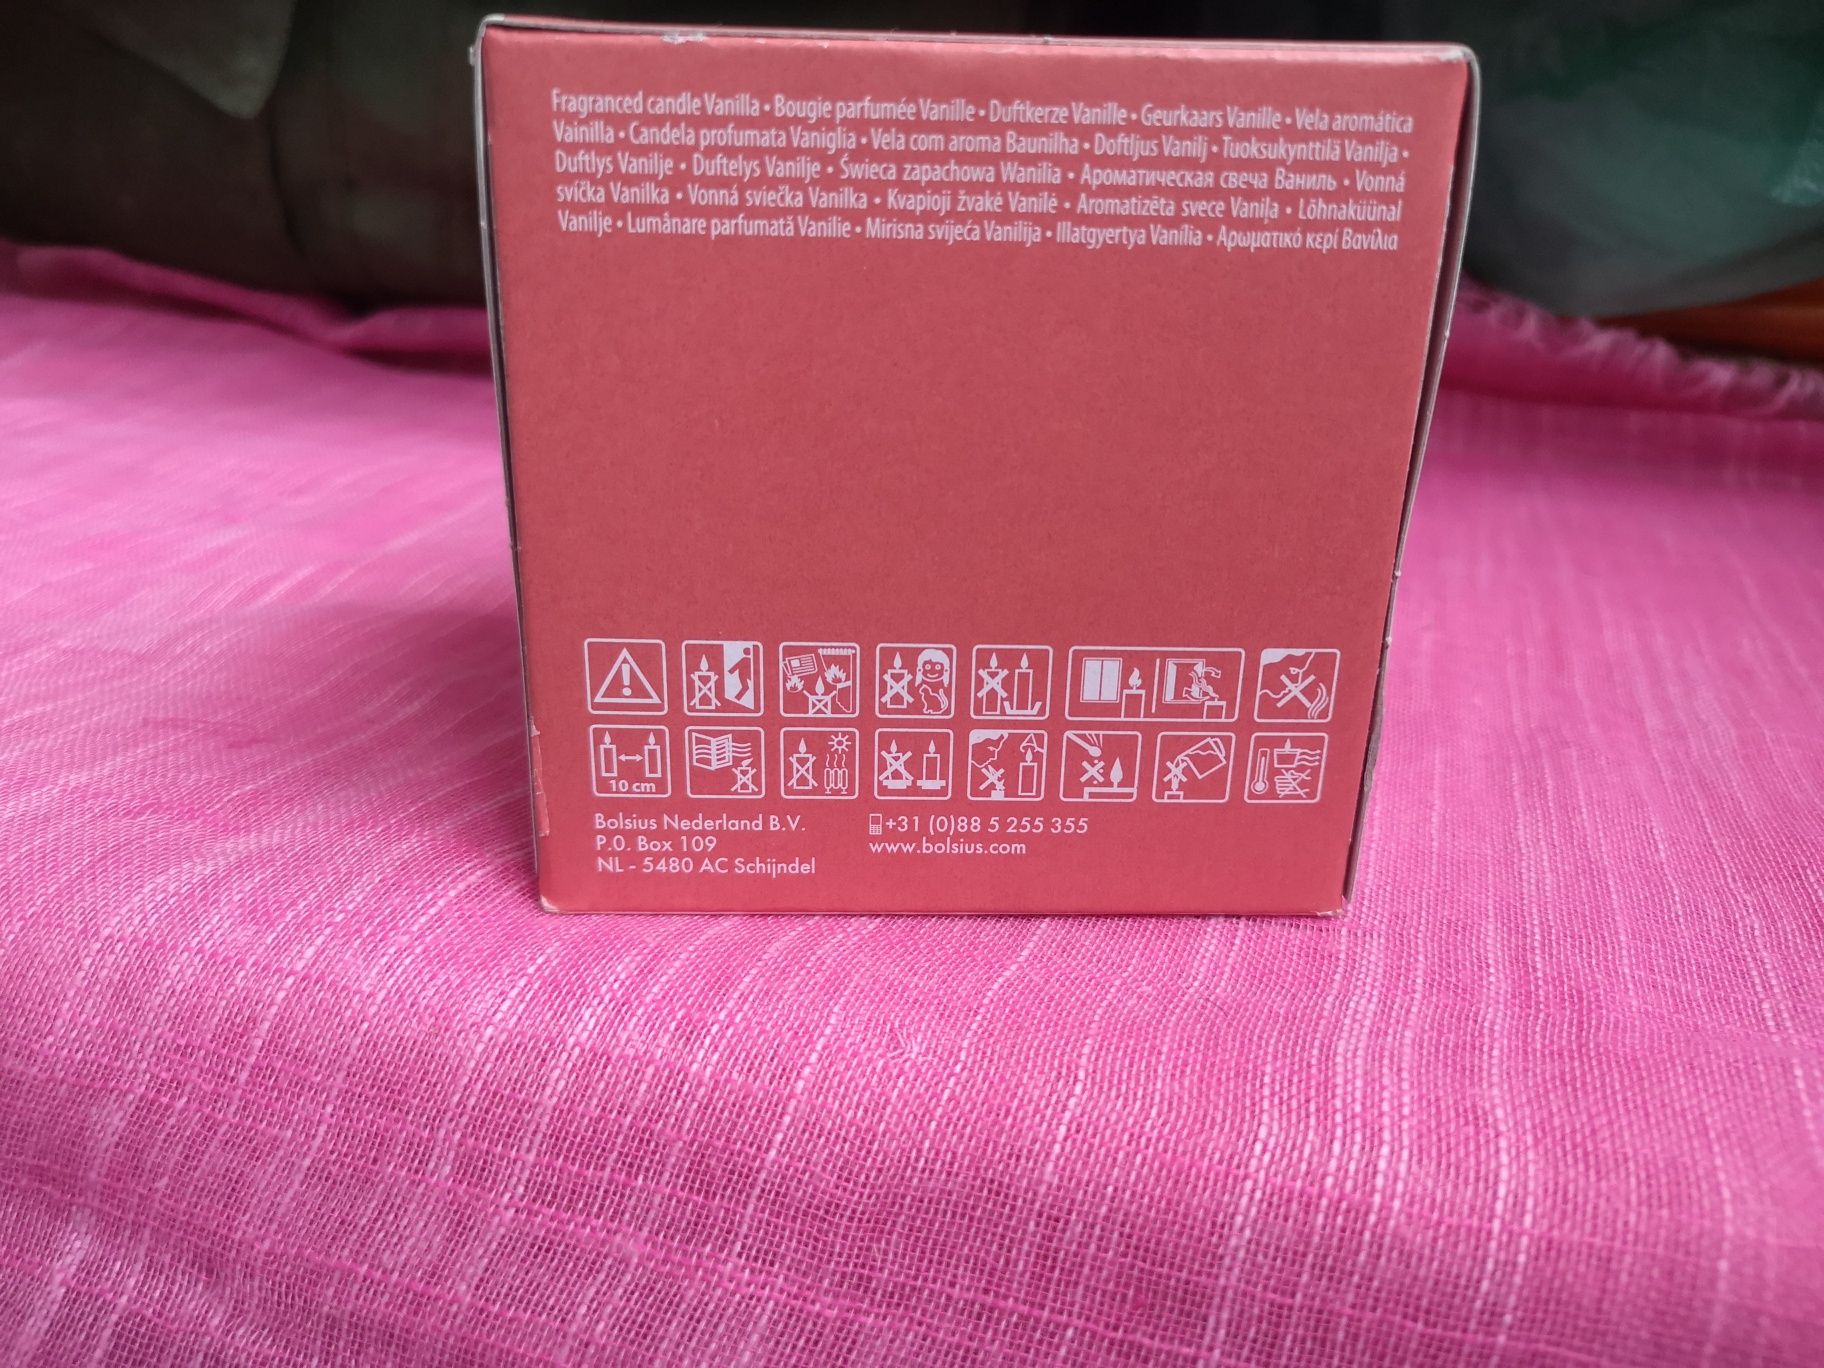 Fragranced candle Vanilla • Bougie parfumée Vanille • Duftkerze Vanille • Geurkaars Vanille • Vela aromática
Vainilla • Candela profumata Vaniglia • Vela com aroma Baunilha • Doftljus Vanilj • Tuoksukynttilä Vanilja •
Duftlys Vanilje • Duftelys Vanilje • Świeca zapachowa Wanilia • Ароматическая свеча Ваниль • Vonná
svíčka Vanilka • Vonná sviečka Vanilka • Kvapioji žvakė Vanilė • Aromatizēta svece Vaniļa • Lõhnaküünal
Vanilje • Lumânare parfumată Vanilie • Mirisna svijeća Vanilija • Illatgyertya Vanília • Αρωματικό κερί Βανίλια
10 cm
Bolsius Nederland B.V.
P.O. Box 109
NL - 5480 AC Schijndel
+31 (0)88 5 255 355
www.bolsius.com